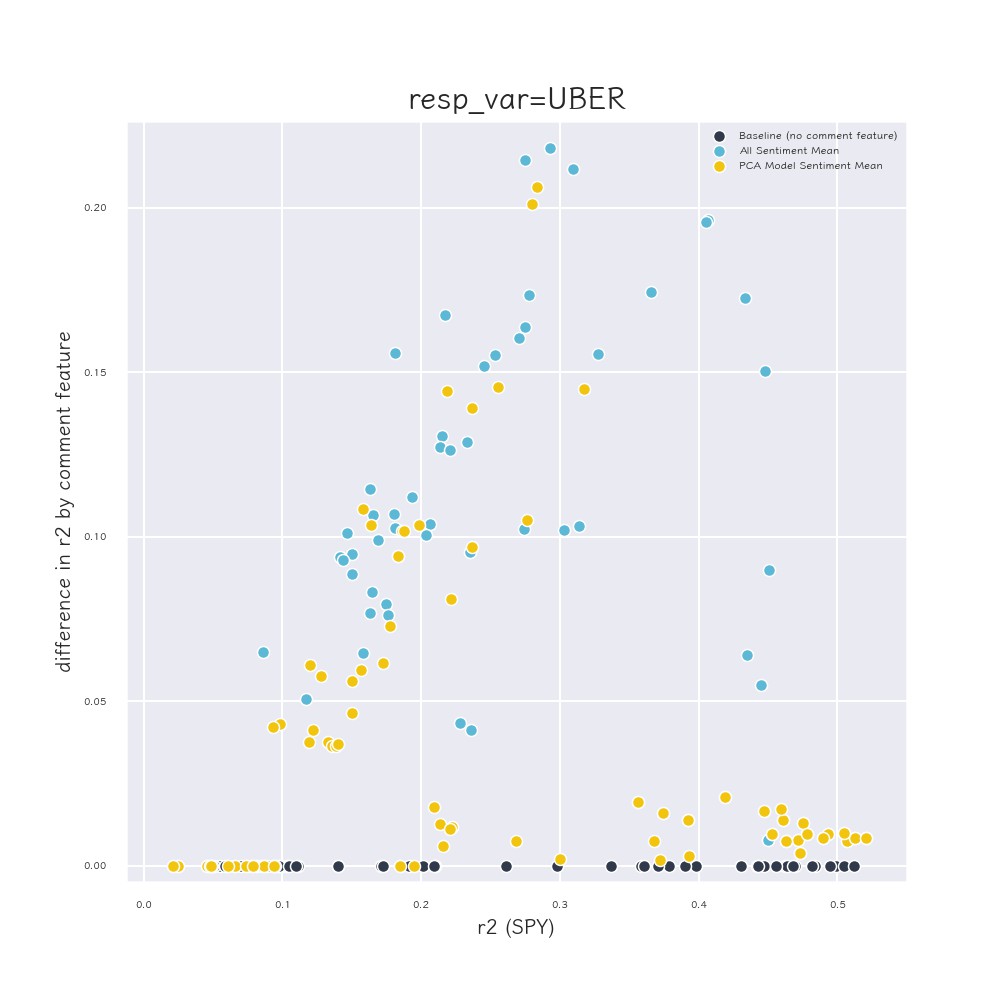 resp_var=UBER
Baseline (no comment feature)
All Sentiment Mean
PCA Model Sentiment Mean
difference in r2 by comment feature
0.20
0.15
0.10
0.05
0.00
0.0 0.1 0.2 0.3 0.4 0.5
r2 (SPY)